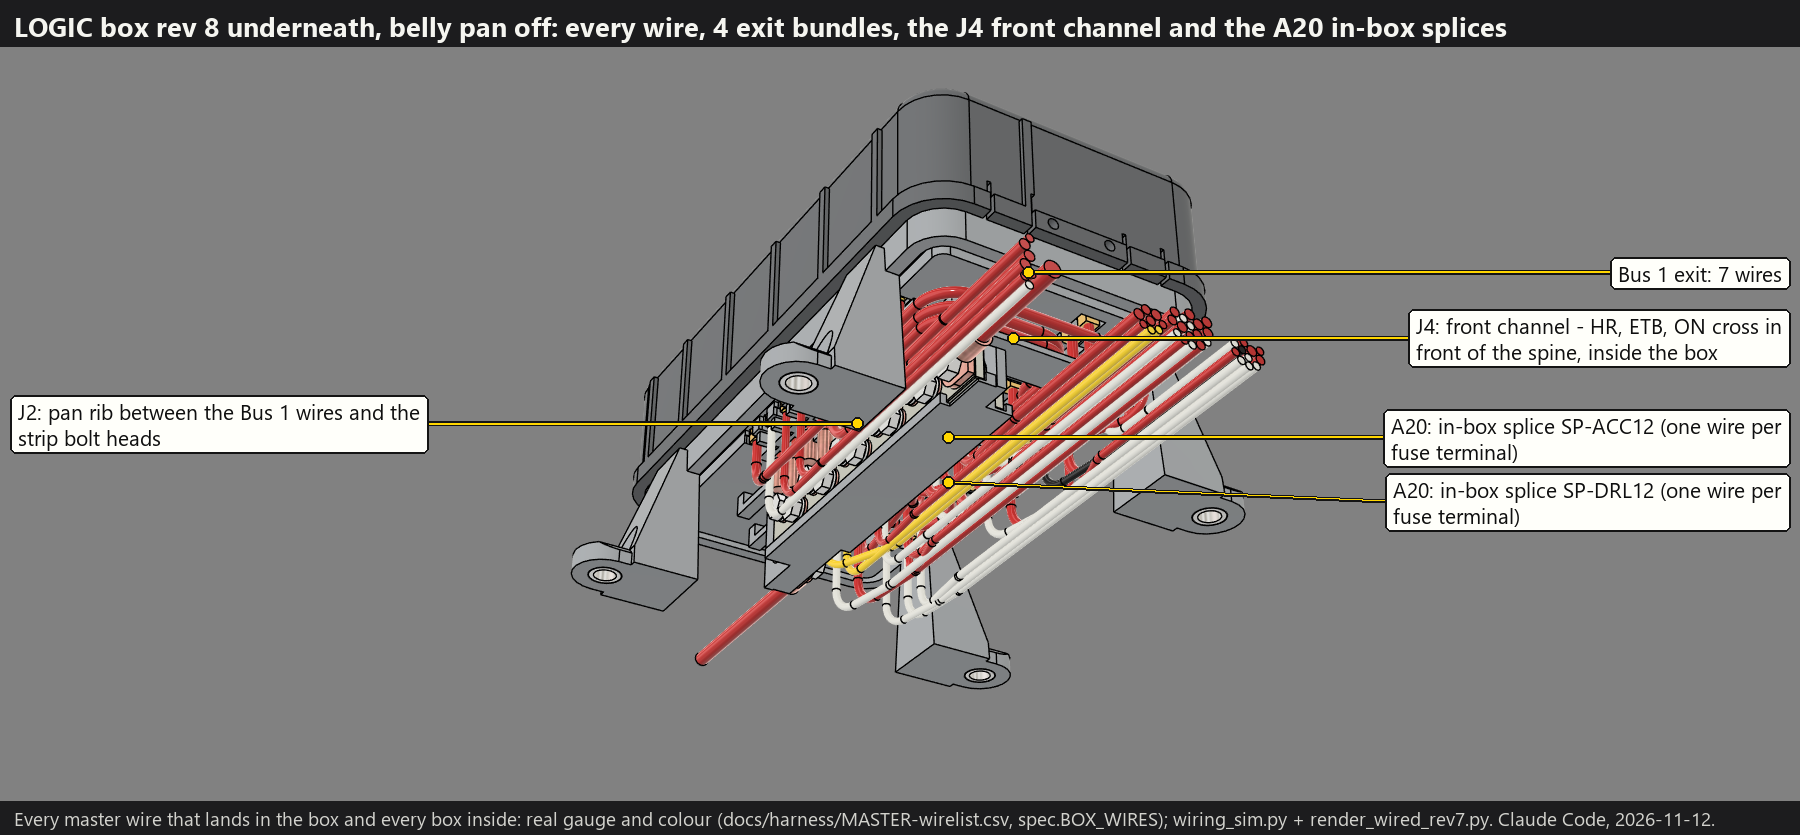 LOGIC box rev 8 underneath, belly pan off: every wire, 4 exit bundles, the J4 front channel and the A20 in-box splices
Bus 1 exit: 7 wires
J4: front channel - HR, ETB, ON cross in
front of the spine, inside the box
J2: pan rib between the Bus 1 wires and the
strip bolt heads
A20: in-box splice SP-ACC12 (one wire per
fuse terminal)
A20: in-box splice SP-DRL12 (one wire per
fuse terminal)
Every master wire that lands in the box and every box inside: real gauge and colour (docs/harness/MASTER-wirelist.csv, spec.BOX_WIRES); wiring_sim.py + render_wired_rev7.py. Claude Code, 2026-11-12.